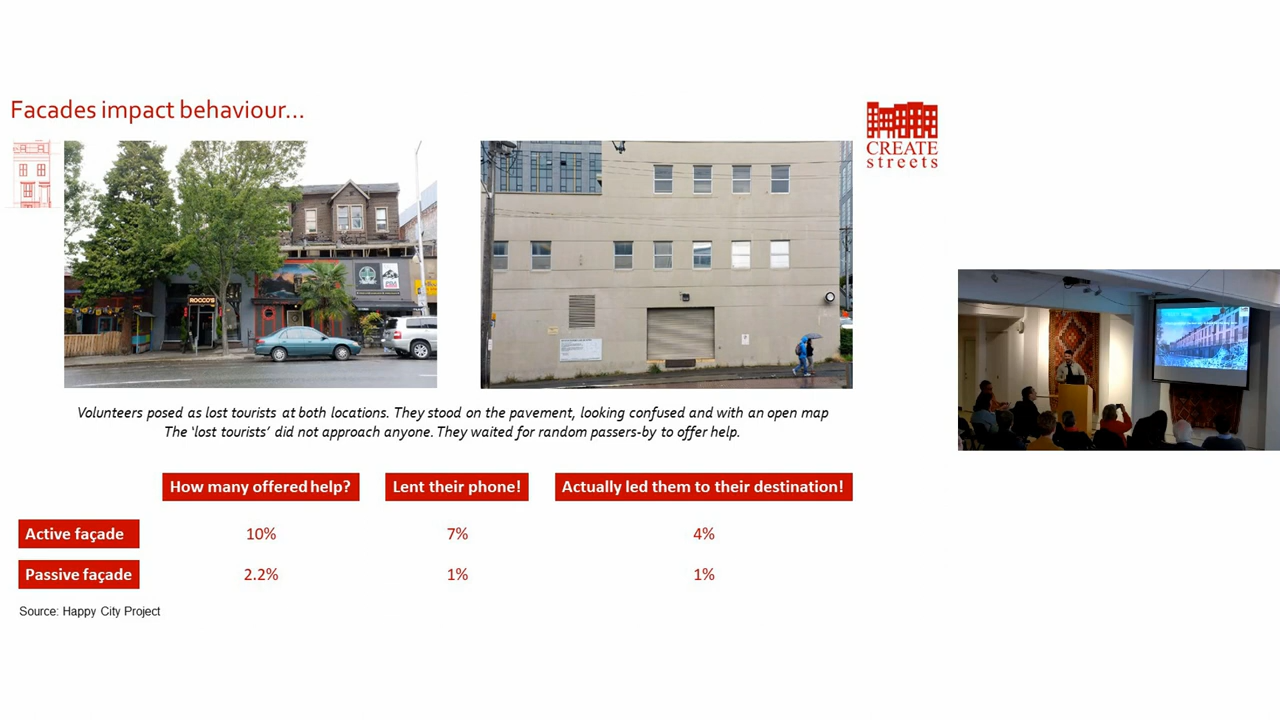 Facades impact behaviour...
CREATE
streets
ROCCO'S
Volunteers posed as lost tourists at both locations. They stood on the pavement, looking confused and with an open map
The 'lost tourists' did not approach anyone. They waited for random passers-by to offer help.
How many offered help? Lent their phone! Actually led them to their destination!
Active façade 10% 7% 4%
Passive façade 2.2% 1% 1%
Source: Happy City Project